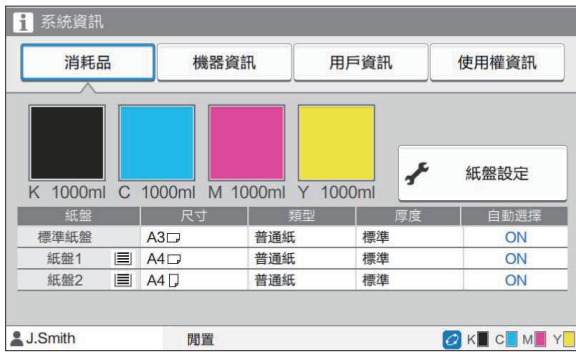 系統資訊
消耗品 機器資訊 用戶資訊 使用權資訊
K 1000ml C 1000ml M 1000ml Y 1000ml 紙盤設定
紙盤 尺寸 類型 厚度 自動選擇
標準紙盤 A3 普通紙 標準 ON
紙盤1 A4 普通紙 標準 ON
紙盤2 A4 普通紙 標準 ON
J.Smith 閒置 K C M Y